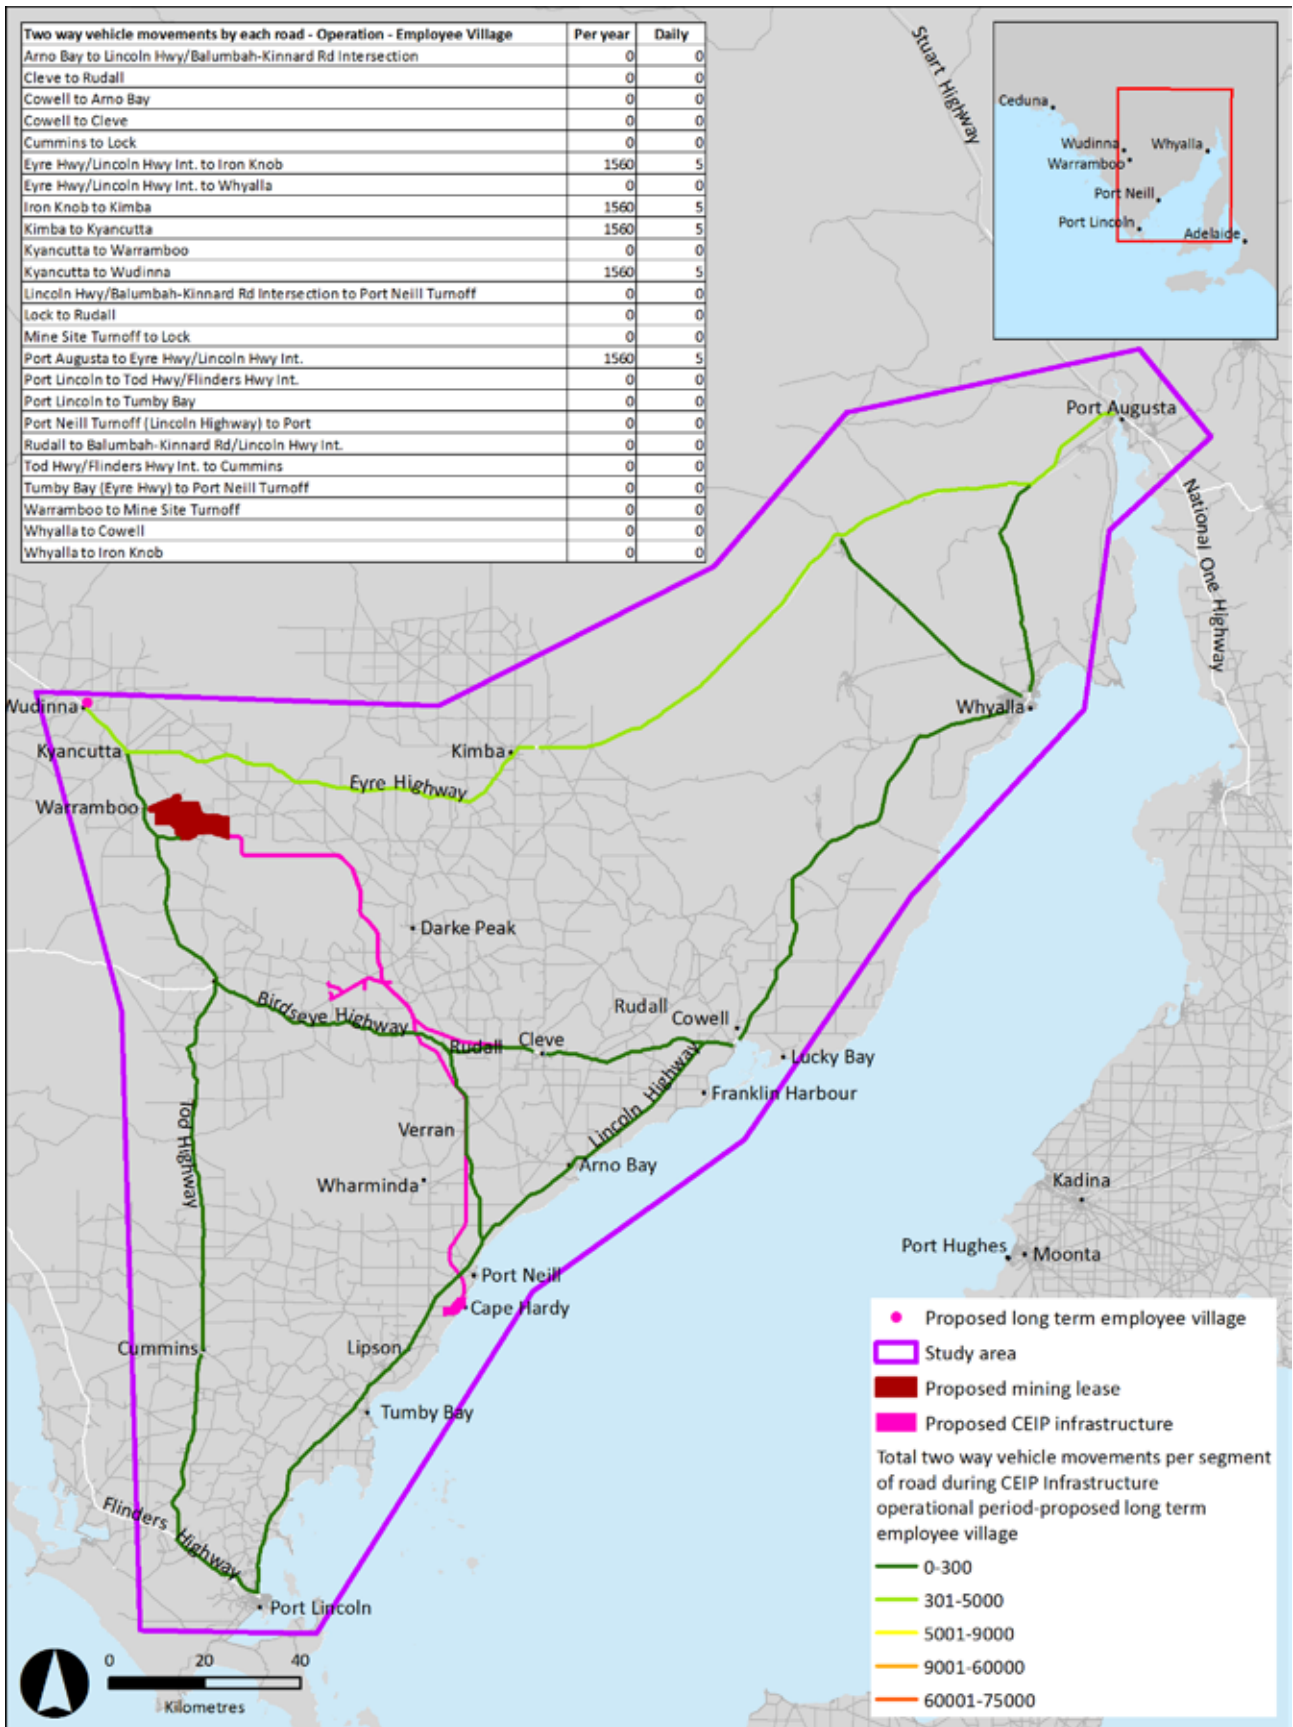 Two way vehicle movements by each road - Operation - Employee Village Per year Daily
Arno Bay to Lincoln Hwy/Balumbah-Kinnard Rd Intersection 0 0
Cleve to Rudall 0 0
Cowell to Arno Bay 0 0
Cowell to Cleve 0 0
Cummins to Lock 0 0
Eyre Hwy/Lincoln Hwy Int. to Iron Knob 1560 5
Eyre Hwy/Lincoln Hwy Int. to Whyalla 0 0
Iron Knob to Kimba 1560 5
Kimba to Kyancutta 1560 5
Kyancutta to Warramboo 0 0
Kyancutta to Wudinna 1560 5
Lincoln Hwy/Balumbah-Kinnard Rd Intersection to Port Neill Turnoff 0 0
Lock to Rudall 0 0
Mine Site Turnoff to Lock 0 0
Port Augusta to Eyre Hwy/Lincoln Hwy Int. 1560 5
Port Lincoln to Tod Hwy/Flinders Hwy Int. 0 0
Port Lincoln to Tumby Bay 0 0
Port Neill Turnoff (Lincoln Highway) to Port 0 0
Rudall to Balumbah-Kinnard Rd/Lincoln Hwy Int. 0 0
Tod Hwy/Flinders Hwy Int. to Cummins 0 0
Tumby Bay (Eyre Hwy) to Port Neill Turnoff 0 0
Warramboo to Mine Site Turnoff 0 0
Whyalla to Cowell 0 0
Whyalla to Iron Knob 0 0
Stuart Highway
Ceduna
Wudinna
Whyalla
Warramboo
Port Neill
Port Lincoln
Adelaide
Port Augusta
National One Highway
Wudinna
Whyalla
Kyancutta
Kimba
Eyre Highway
Warramboo
Darke Peak
Birdseye Highway
Rudall
Cowell
Cleve
Rudall
Lucky Bay
Lincoln Highway
Franklin Harbour
Tod Highway
Verran
Arno Bay
Wharminda
Kadina
Port Hughes
Moonta
Port Neill
Cape Hardy
Cummins
Lipson
Tumby Bay
Flinders Highway
Port Lincoln
Proposed long term employee village
Study area
Proposed mining lease
Proposed CEIP infrastructure
Total two way vehicle movements per segment
of road during CEIP Infrastructure
operational period-proposed long term
employee village
0-300
301-5000
5001-9000
9001-60000
60001-75000
0 20 40
Kilometres